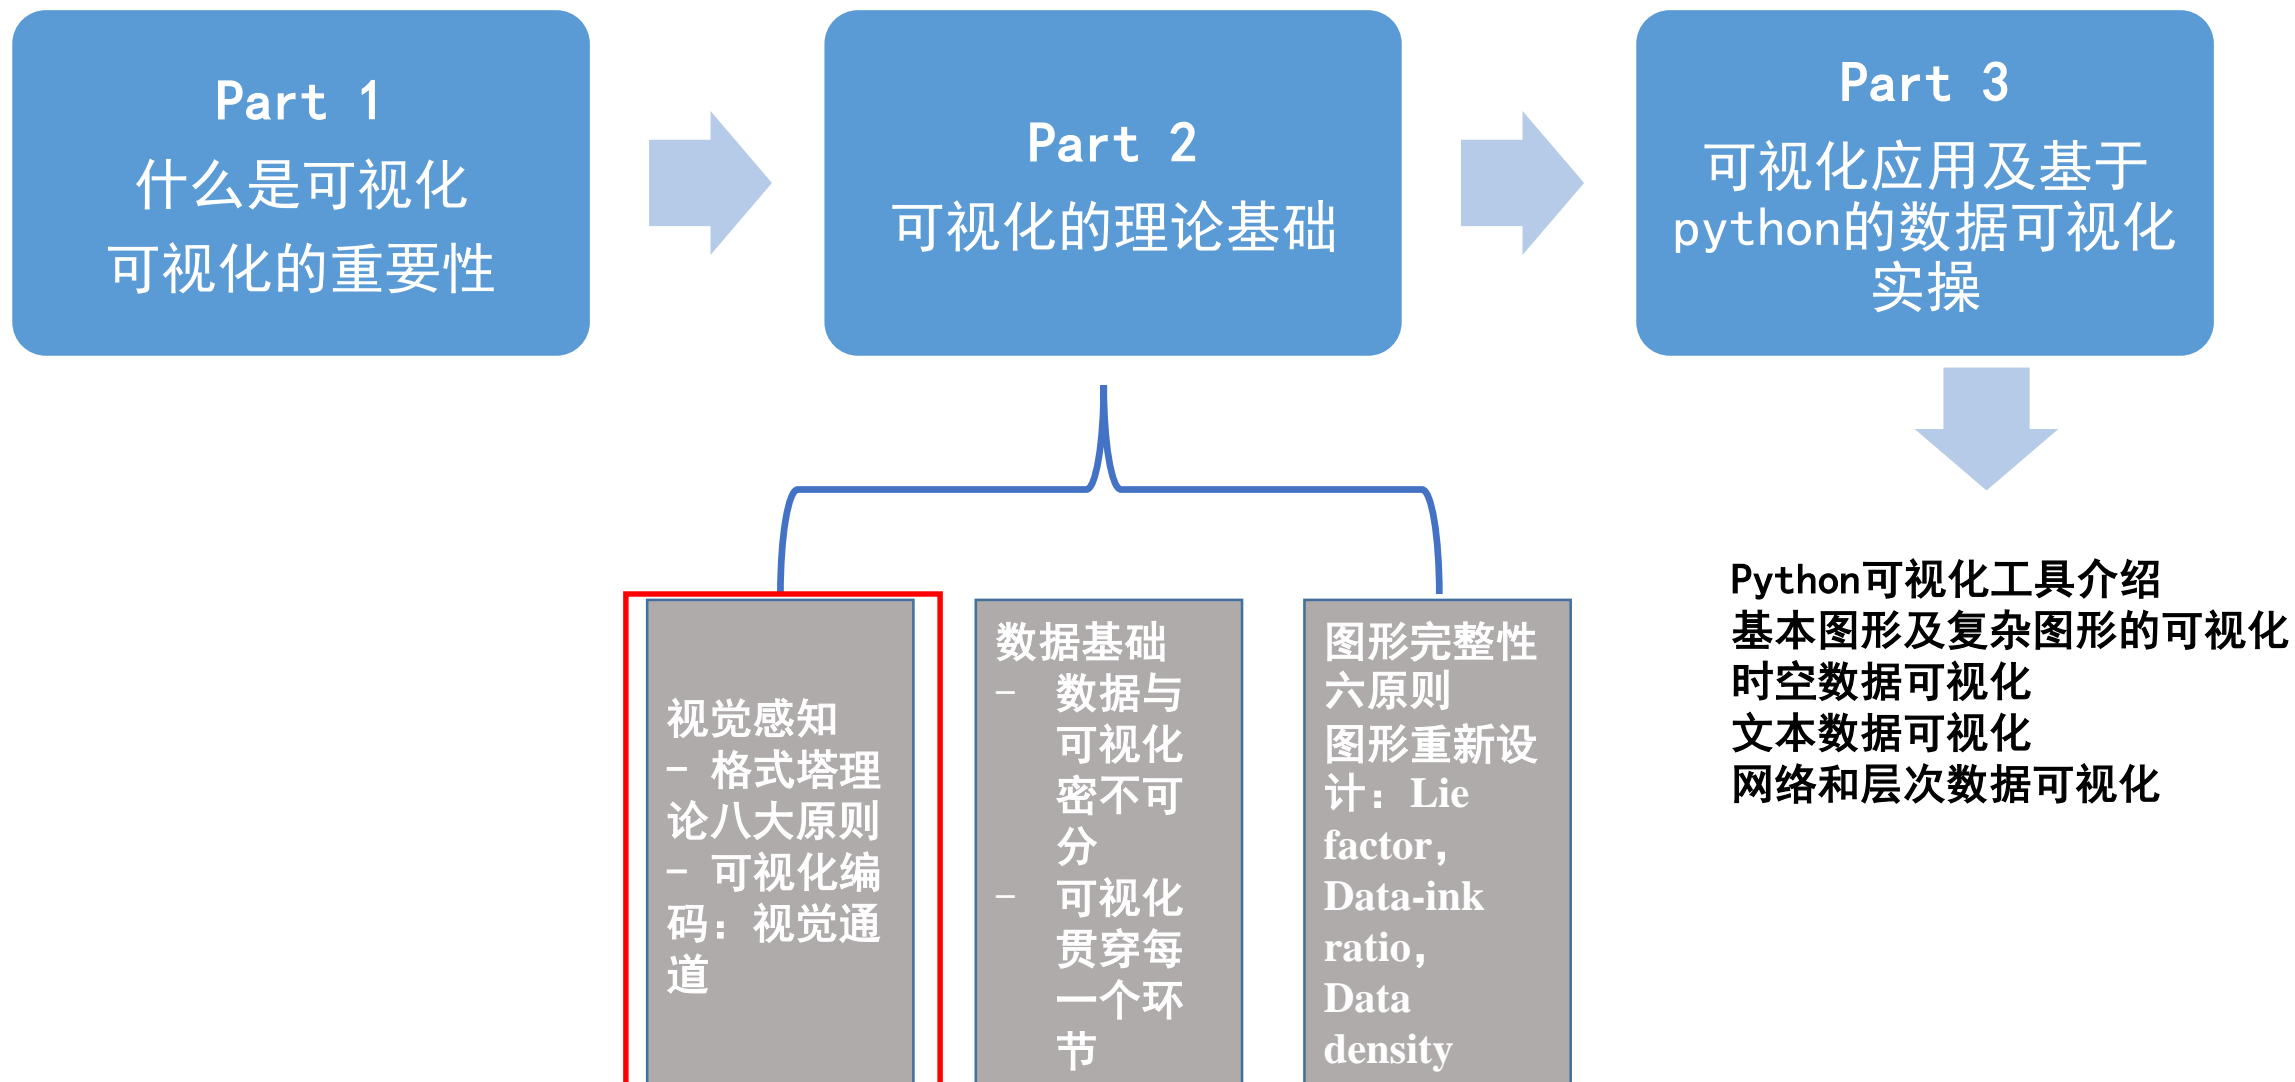 Part 1
什么是可视化
可视化的重要性
Part 2
可视化的理论基础
Part 3
可视化应用及基于
python的数据可视化
实操
视觉感知
- 格式塔理
论八大原则
- 可视化编
码：视觉通
道
数据基础
- 数据与
可视化
密不可
分
- 可视化
贯穿每
一个环
节
图形完整性
六原则
图形重新设
计：Lie
factor，
Data-ink
ratio，
Data
density
Python可视化工具介绍
基本图形及复杂图形的可视化
时空数据可视化
文本数据可视化
网络和层次数据可视化